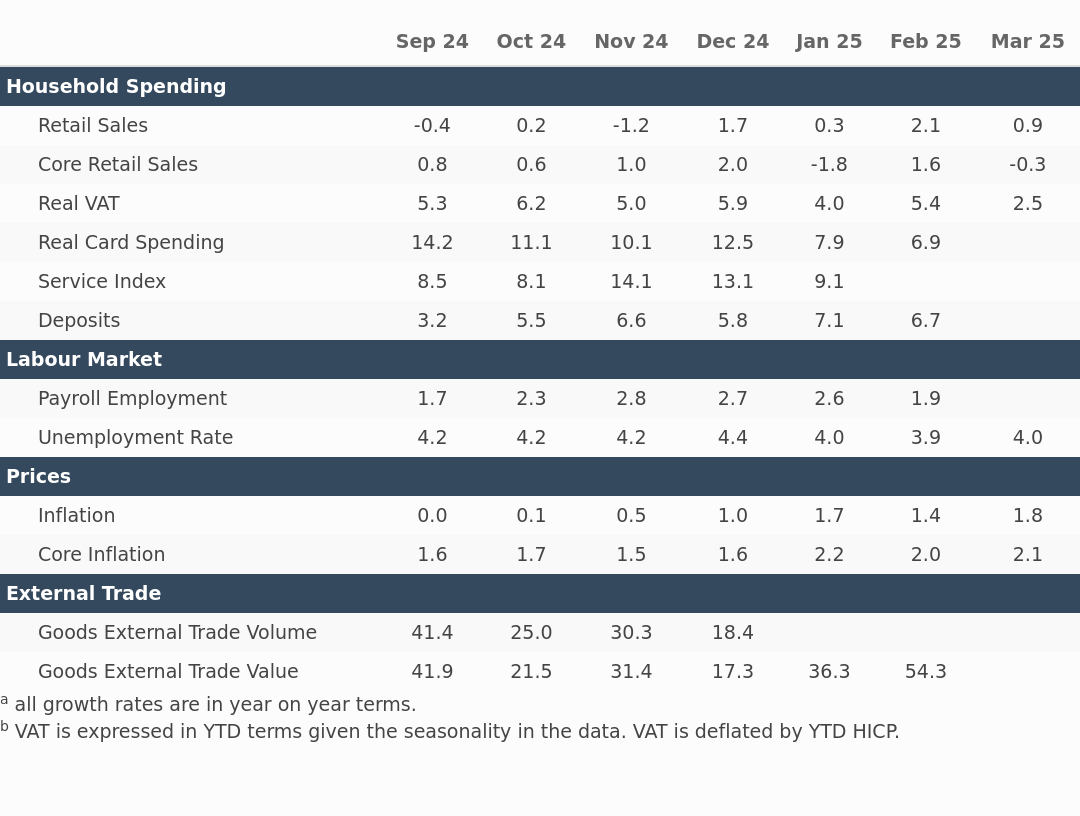 Sep 24 Oct 24 Nov 24 Dec 24 Jan 25 Feb 25 Mar 25
Household Spending
Retail Sales -0.4 0.2 -1.2 1.7 0.3 2.1 0.9
Core Retail Sales 0.8 0.6 1.0 2.0 -1.8 1.6 -0.3
Real VAT 5.3 6.2 5.0 5.9 4.0 5.4 2.5
Real Card Spending 14.2 11.1 10.1 12.5 7.9 6.9
Service Index 8.5 8.1 14.1 13.1 9.1
Deposits 3.2 5.5 6.6 5.8 7.1 6.7
Labour Market
Payroll Employment 1.7 2.3 2.8 2.7 2.6 1.9
Unemployment Rate 4.2 4.2 4.2 4.4 4.0 3.9 4.0
Prices
Inflation 0.0 0.1 0.5 1.0 1.7 1.4 1.8
Core Inflation 1.6 1.7 1.5 1.6 2.2 2.0 2.1
External Trade
Goods External Trade Volume 41.4 25.0 30.3 18.4
Goods External Trade Value 41.9 21.5 31.4 17.3 36.3 54.3
a all growth rates are in year on year terms.
b VAT is expressed in YTD terms given the seasonality in the data. VAT is deflated by YTD HICP.